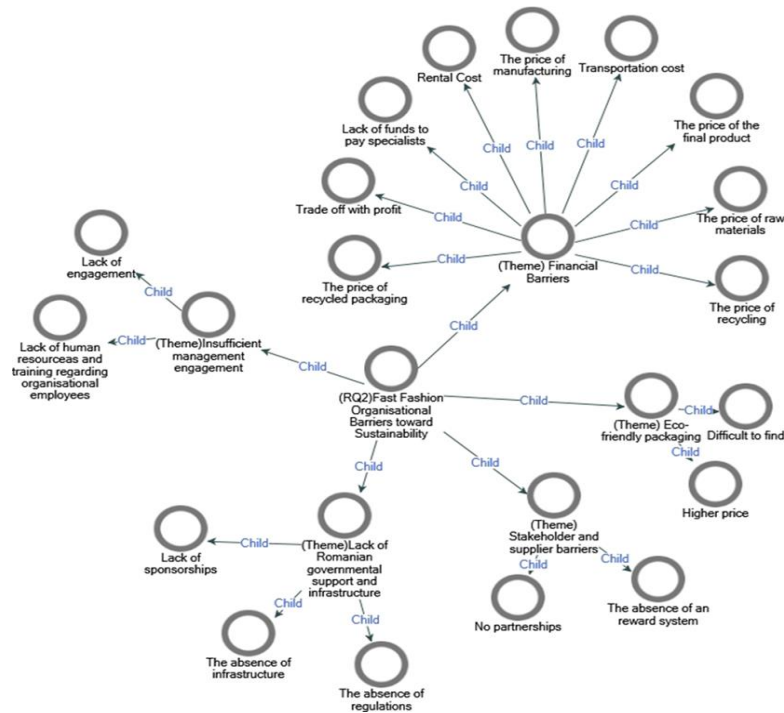 The price of
manufacturing
Transportation cost
Rental Cost
The price of the
final product
Lack of funds to
pay specialists
Child
Child
Child
Child
Child
Trade off with profit
Child
Child
The price of raw
materials
Child
The price of
recycled packaging
Child
(Theme) Financial
Barriers
The price of
recycling
Lack of
engagement
Child
Child
(Theme)Insufficient
management
engagement
Lack of human
resourceas and
training regarding
organisational
employees
Child
Child
(RQ2)Fast Fashion
Organisational
Barriers toward
Sustainability
Child
(Theme) Eco-
friendly packaging
Child
Difficult to find
Child
Higher price
Child
Child
(Theme)
Stakeholder and
supplier barriers
Child
Child
No partnerships
The absence of an
reward system
(Theme)Lack of
Romanian
governmental
support and
infrastructure
Child
Lack of
sponsorships
Child
Child
The absence of
infrastructure
The absence of
regulations